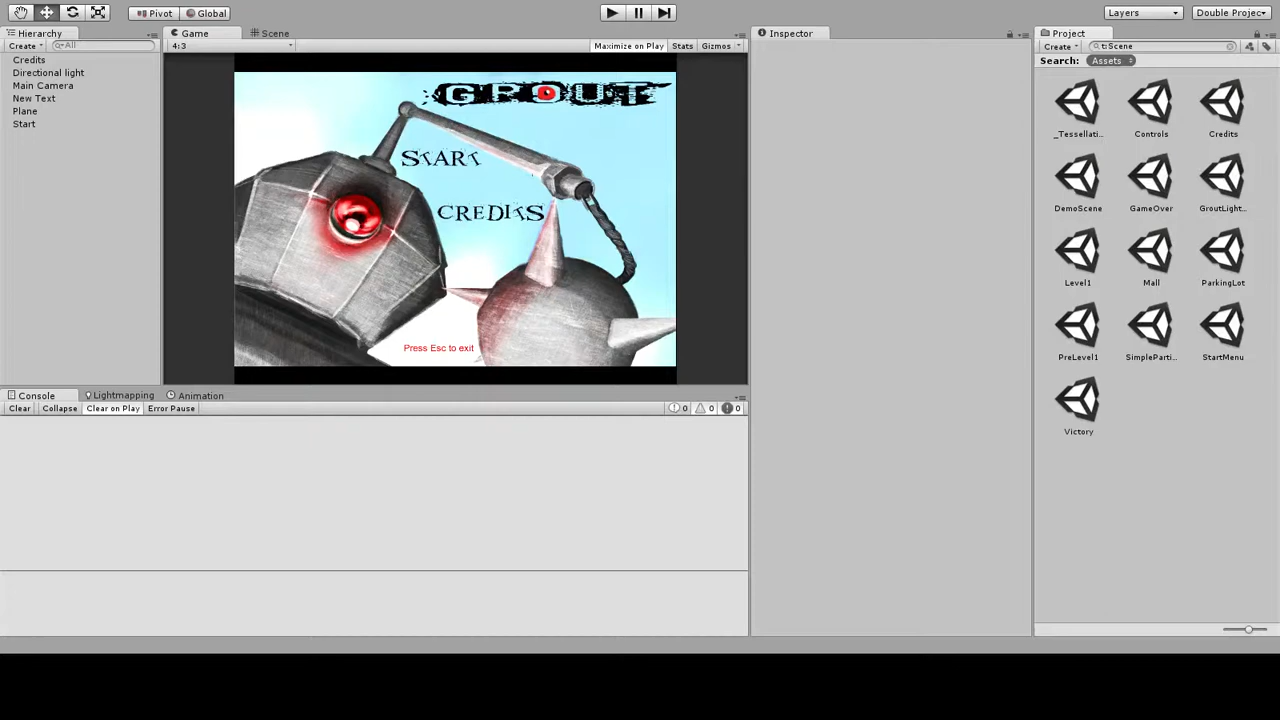 Pivot Global Layers Double Projec
Hierarchy Game Scene Inspector Project
Create All 4:3 Maximize on Play Stats Gizmos Create t:Scene
Search: Assets
Credits
Directional light
Main Camera
New Text
Plane
Start
GROUT
START
CREDITS
Press Esc to exit
_Tessellati... Controls Credits
DemoScene GameOver GroutLight...
Level1 Mall ParkingLot
PreLevel1 SimpleParti... StartMenu
Victory
Console Lightmapping Animation
Clear Collapse Clear on Play Error Pause 0 0 0